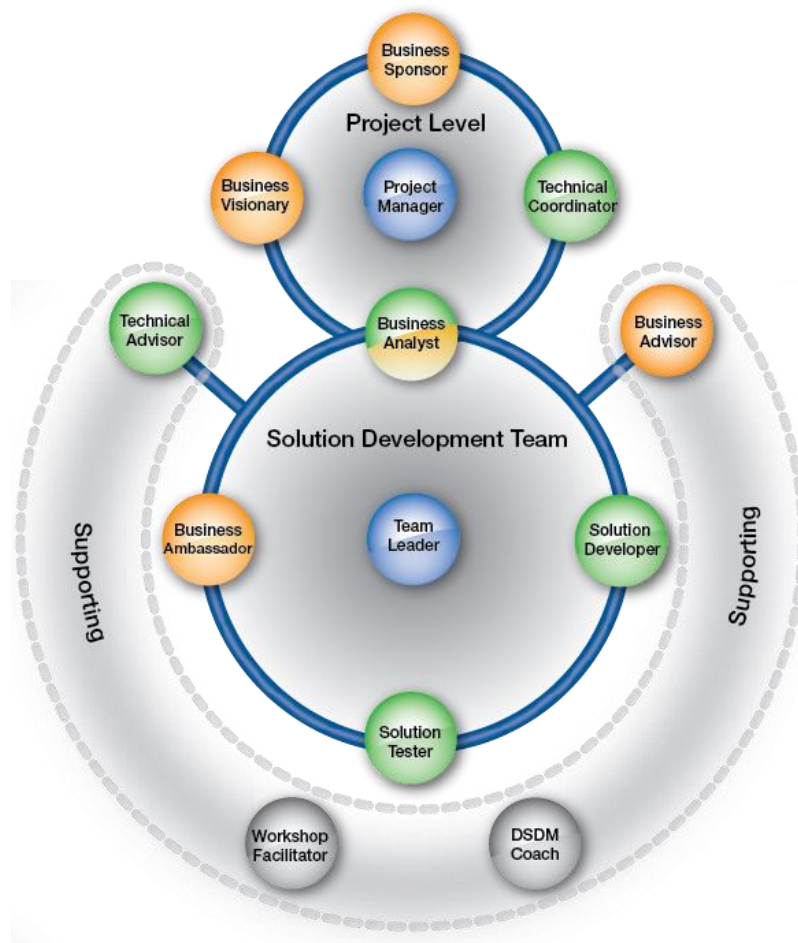 Business
Sponsor
Project Level
Business
Visionary
Project
Manager
Technical
Coordinator
Technical
Advisor
Business
Analyst
Business
Advisor
Solution Development Team
Business
Ambassador
Team
Leader
Solution
Developer
Supporting
Supporting
Solution
Tester
Workshop
Facilitator
DSDM
Coach